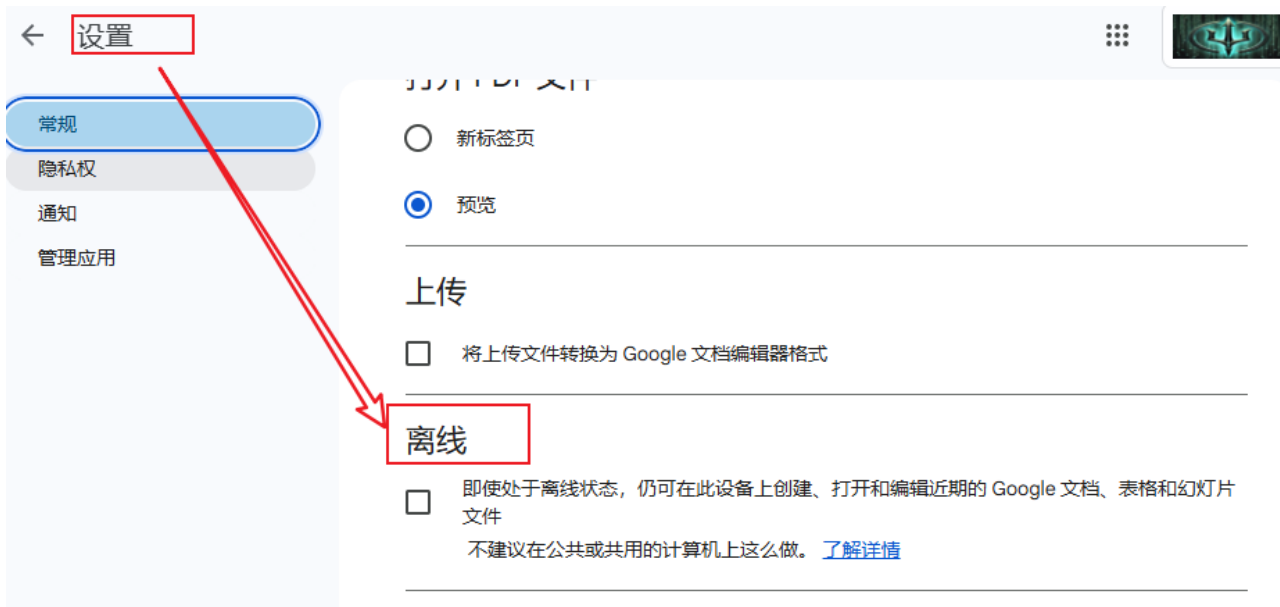 设置
打开 PDF 文件
常规
新标签页
隐私权
预览
通知
管理应用
上传
将上传文件转换为 Google 文档编辑器格式
离线
即使处于离线状态，仍可在此设备上创建、打开和编辑近期的 Google 文档、表格和幻灯片
文件
不建议在公共或共用的计算机上这么做。 了解详情